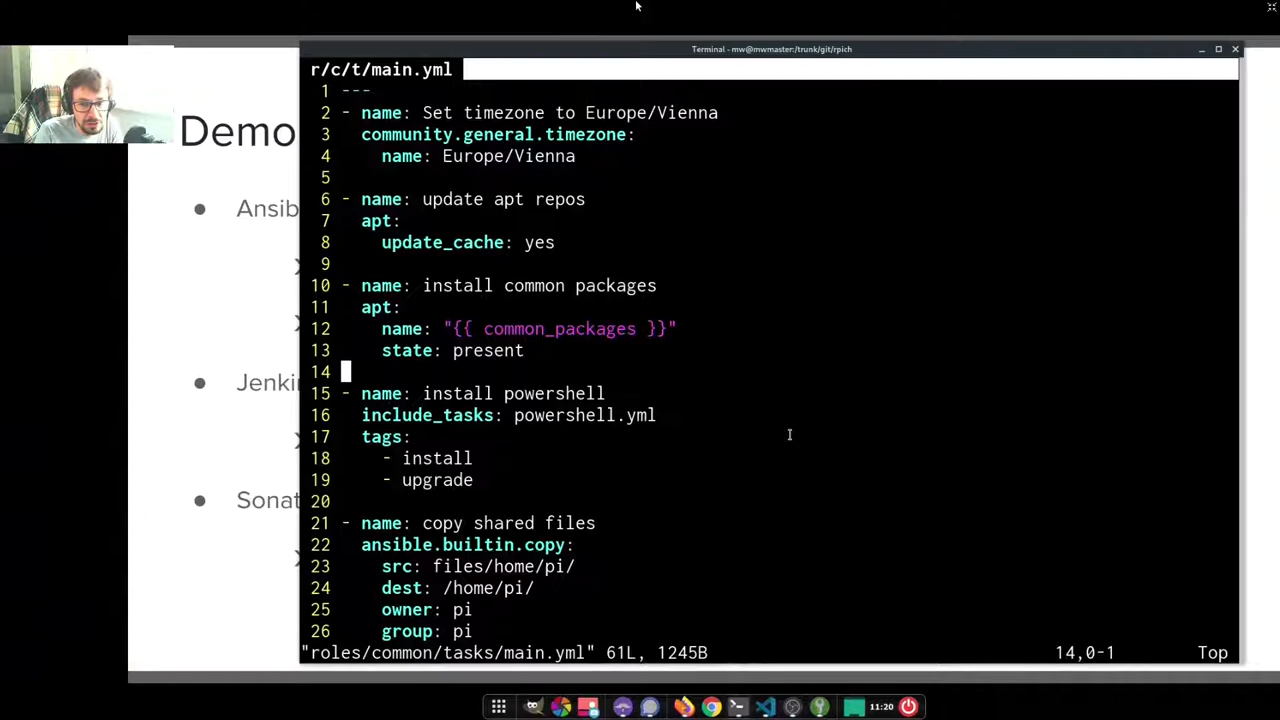 Terminal - mw@mwmaster:/trunk/git/rpich
r/c/t/main.yml
Demo
Ansib
Jenki
Sonat
1 ---
2 - name: Set timezone to Europe/Vienna
3 community.general.timezone:
4 name: Europe/Vienna
5
6 - name: update apt repos
7 apt:
8 update_cache: yes
9
10 - name: install common packages
11 apt:
12 name: "{{ common_packages }}"
13 state: present
14
15 - name: install powershell
16 include_tasks: powershell.yml
17 tags:
18 - install
19 - upgrade
20
21 - name: copy shared files
22 ansible.builtin.copy:
23 src: files/home/pi/
24 dest: /home/pi/
25 owner: pi
26 group: pi
"roles/common/tasks/main.yml" 61L, 1245B 14,0-1 Top
11:20